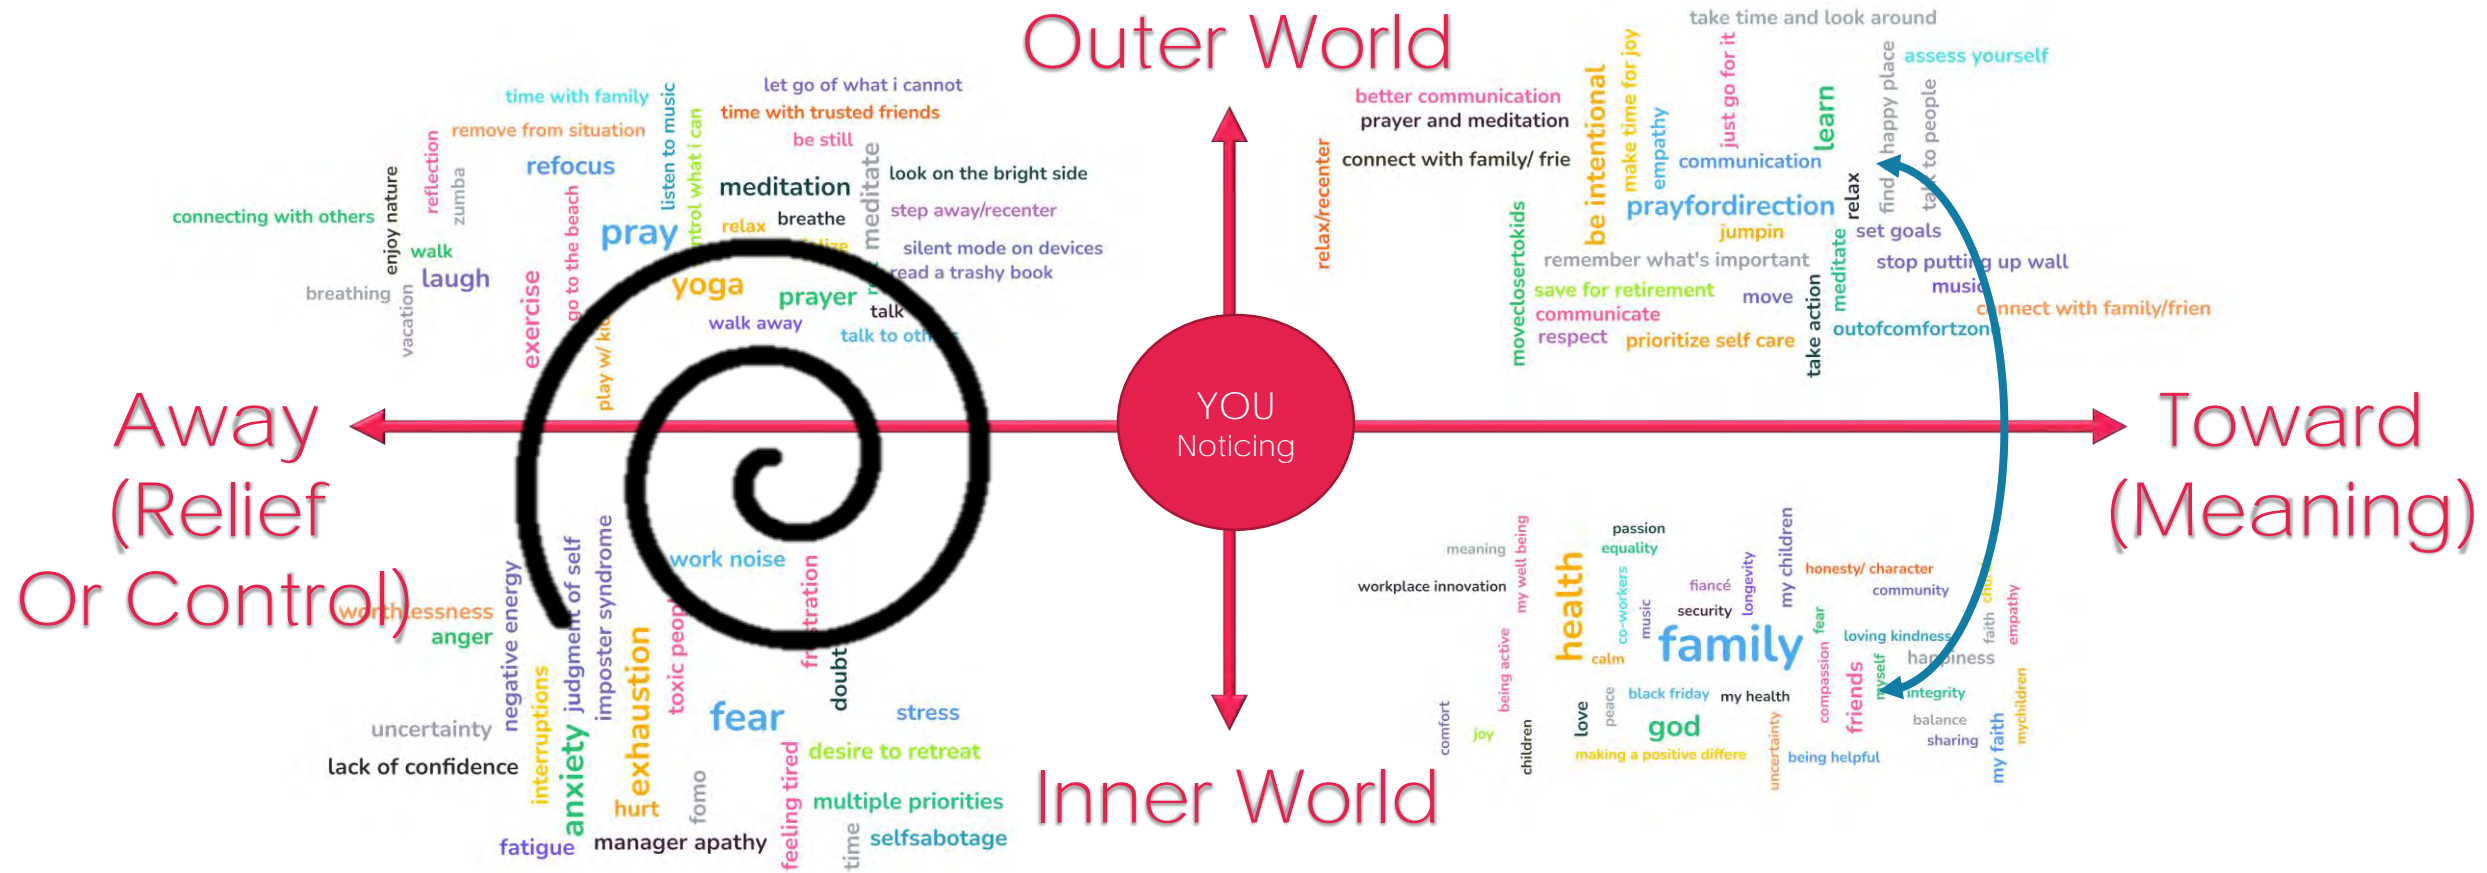 Outer World
take time and look around
let go of what i cannot
time with family
listen to music
time with trusted friends
remove from situation
be still
reflection
refocus
meditation
meditate
look on the bright side
enjoy nature
zumba
step away/recenter
connecting with others
go to the beach
relax
breathe
pray
walk
silent mode on devices
laugh
read a trashy book
exercise
yoga
prayer
breathing
vacation
talk
walk away
talk to
play w/
assess yourself
make time for joy
just go for it
find happy place
be intentional
better communication
talk to people
learn
prayer and meditation
empathy
relax/recenter
connect with family/ frie
communication
relax
prayfordirection
moveclosertokids
jumpin
set goals
meditate
remember what's important
stop putting up wall
save for retirement
move
take action
music
communicate
connect with family/frien
respect
prioritize self care
outofcomfortzone
YOU
Noticing
Away
(Relief
Or Control)
Toward
(Meaning)
work noise
negative energy
judgment of self
imposter syndrome
frustration
worthlessness
anger
toxic people
exhaustion
doubt
interruptions
fear
stress
uncertainty
anxiety
desire to retreat
lack of confidence
feeling tired
fomo
hurt
multiple priorities
fatigue
manager apathy
time
selfsabotage
Inner World
meaning
my well being
passion
equality
my children
health
longevity
honesty/ character
workplace innovation
co-workers
fiancé
community
music
security
fear
faith
empathy
family
loving kindness
being active
calm
compassion
friends
myself
happiness
black friday
my health
integrity
comfort
love
peace
god
balance
mychildren
joy
children
uncertainty
sharing
my faith
making a positive differe
being helpful